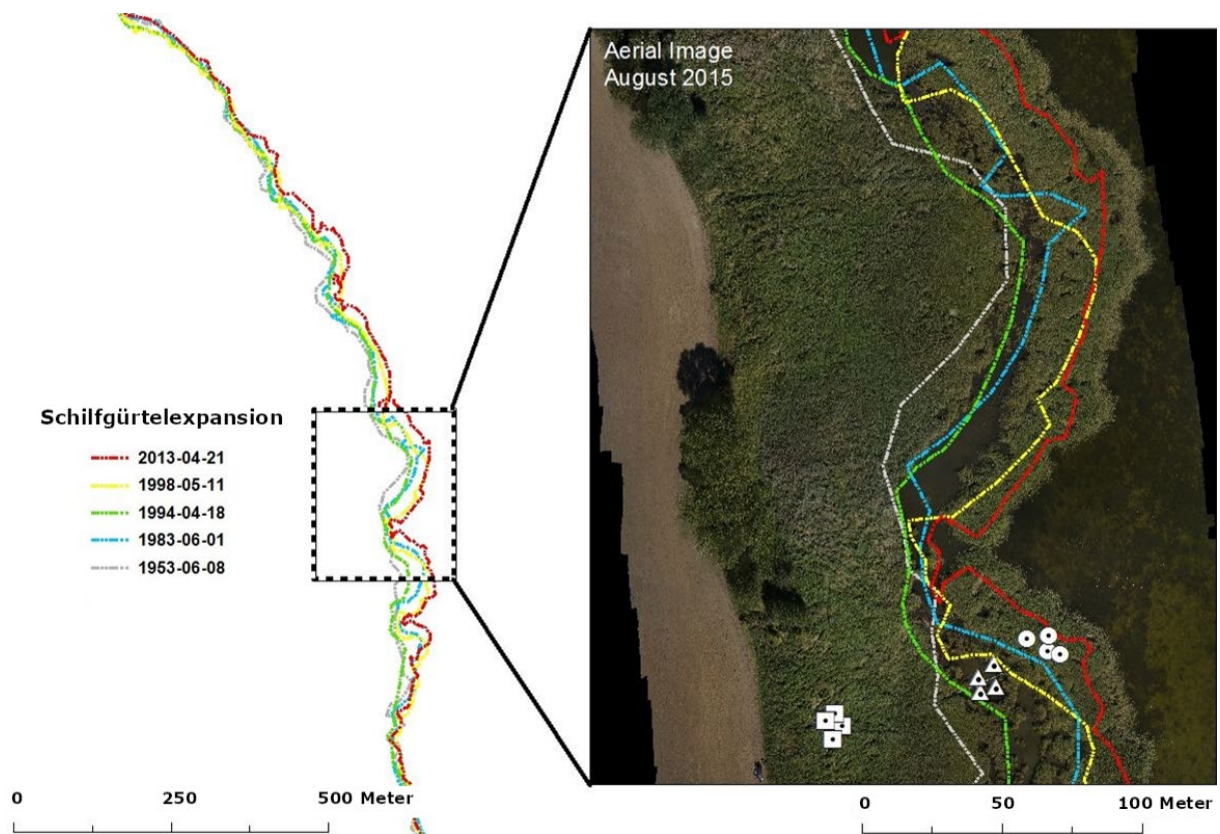 Aerial Image
August 2015
Schilfgürtelexpansion
2013-04-21
1998-05-11
1994-04-18
1983-06-01
1953-06-08
0 250 500 Meter
0 50 100 Meter